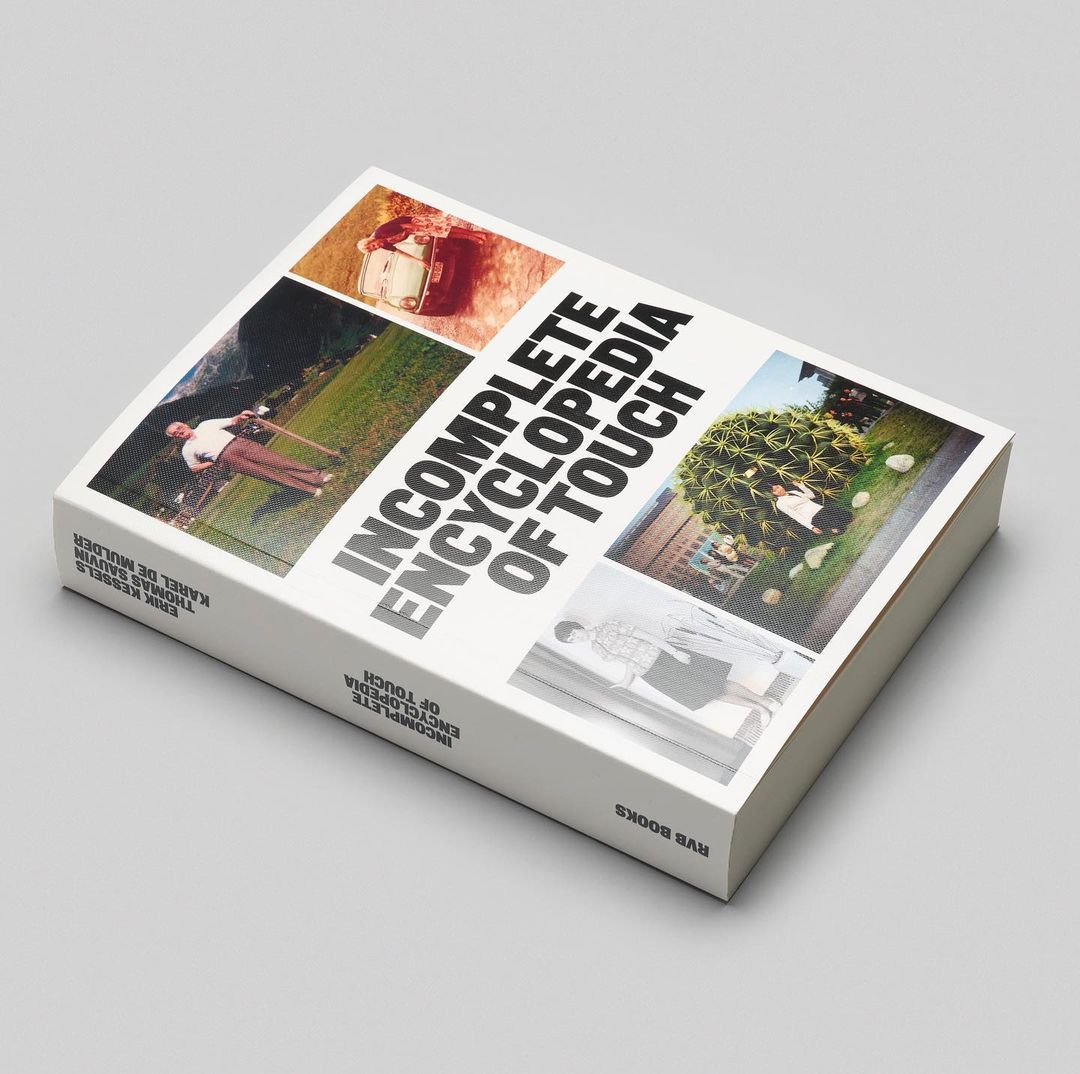 INCOMPLETE
ENCYCLOPEDIA
OF TOUCH
ERIK KESSELS
THOMAS SAUVIN
KAREL DE MULDER
INCOMPLETE
ENCYCLOPEDIA
OF TOUCH
RVB BOOKS